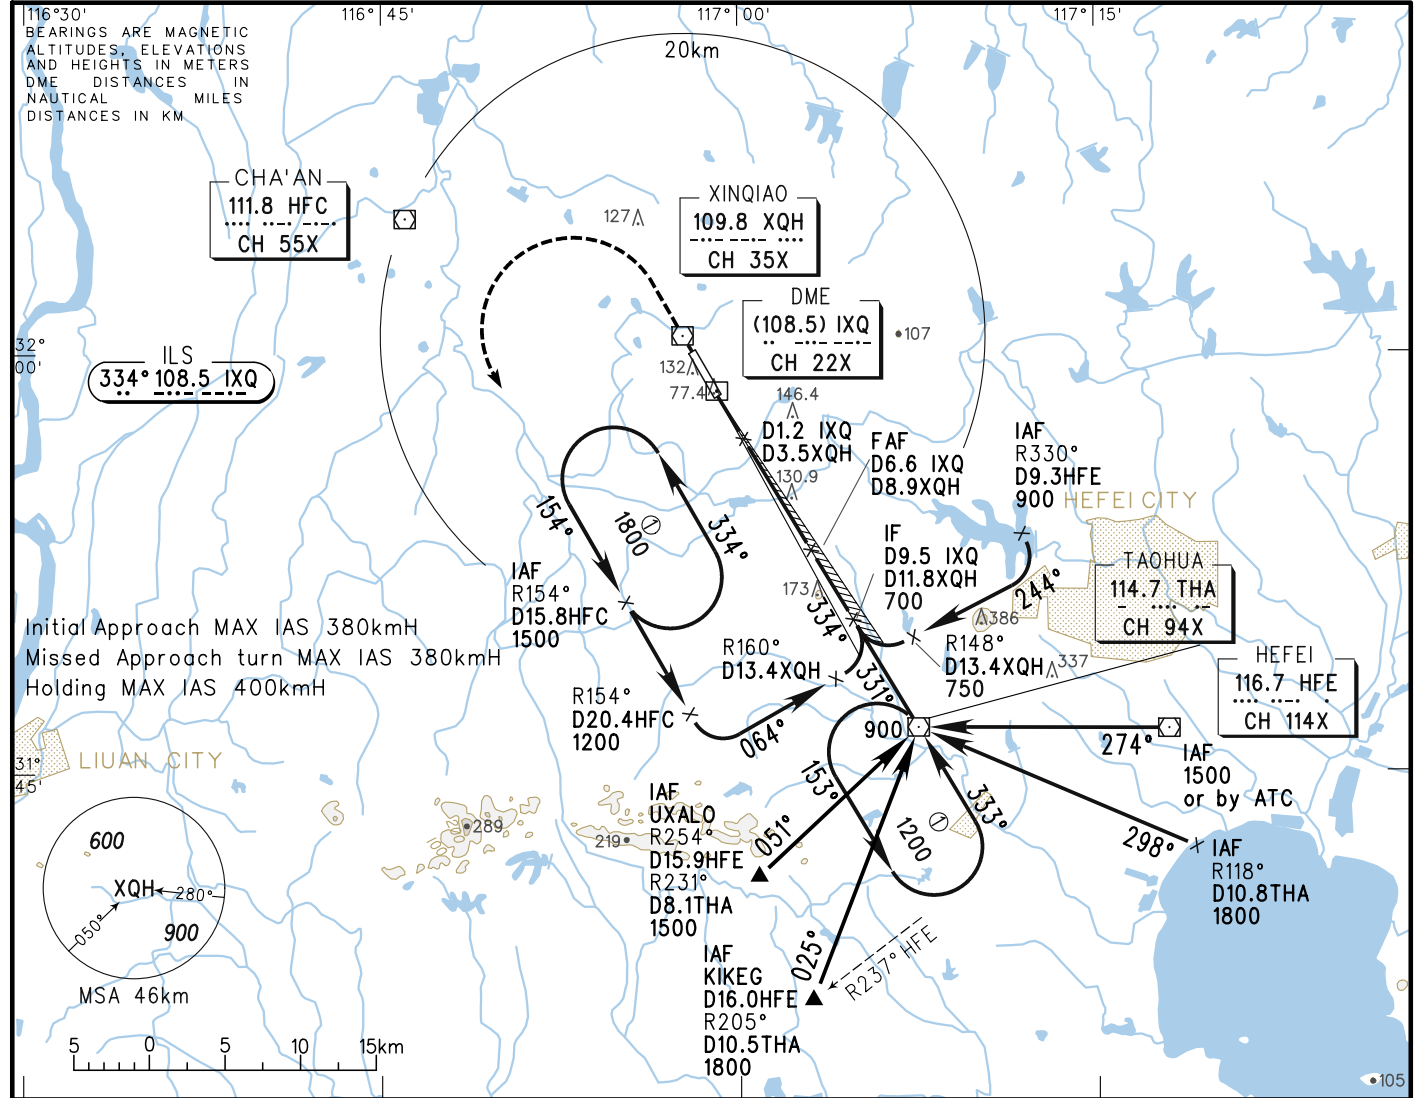 116°30'
116°45'
117°00'
117°15'
BEARINGS ARE MAGNETIC
ALTITUDES, ELEVATIONS
AND HEIGHTS IN METERS
DME DISTANCES IN
NAUTICAL MILES
DISTANCES IN KM
20km
CHA'AN
111.8 HFC
CH 55X
127
XINQIAO
109.8 XQH
CH 35X
DME
(108.5) IXQ
CH 22X
107
32°
00'
ILS
334° 108.5 IXQ
132
77.4
146.4
D1.2 IXQ
D3.5XQH
130.9
FAF
D6.6 IXQ
D8.9XQH
IAF
R330°
D9.3HFE
900
HEFEI CITY
154°
1800 ①
334°
IF
D9.5 IXQ
D11.8XQH
700
TAOHUA
114.7 THA
CH 94X
IAF
R154°
D15.8HFC
1500
173
334°
244°
386
Initial Approach MAX IAS 380kmH
Missed Approach turn MAX IAS 380kmH
Holding MAX IAS 400kmH
R160°
D13.4XQH
331°
R148°
D13.4XQH
750
337
HEFEI
116.7 HFE
CH 114X
R154°
D20.4HFC
1200
064°
900
274°
IAF
1500
or by ATC
LIUAN CITY
31°
45'
153°
333°
1200 ①
IAF
UXALO
R254°
D15.9HFE
R231°
D8.1THA
1500
051°
298°
IAF
R118°
D10.8THA
1800
289
219
600
XQH
280°
050°
900
MSA 46km
IAF
KIKEG
D16.0HFE
R205°
D10.5THA
1800
025°
R237° HFE
5 0 5 10 15km
105